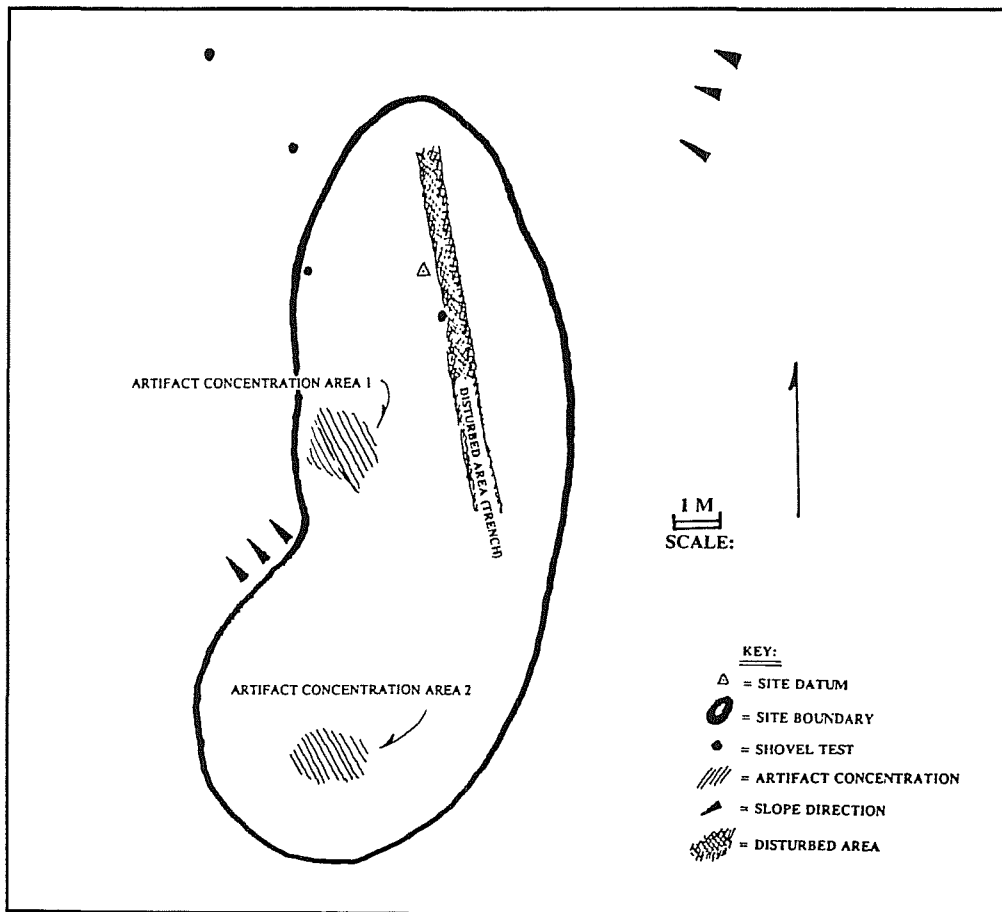 ARTIFACT CONCENTRATION AREA 1
DISTURBED AREA (TRENCH)
1 M
SCALE:
ARTIFACT CONCENTRATION AREA 2
KEY:
= SITE DATUM
= SITE BOUNDARY
= SHOVEL TEST
= ARTIFACT CONCENTRATION
= SLOPE DIRECTION
= DISTURBED AREA